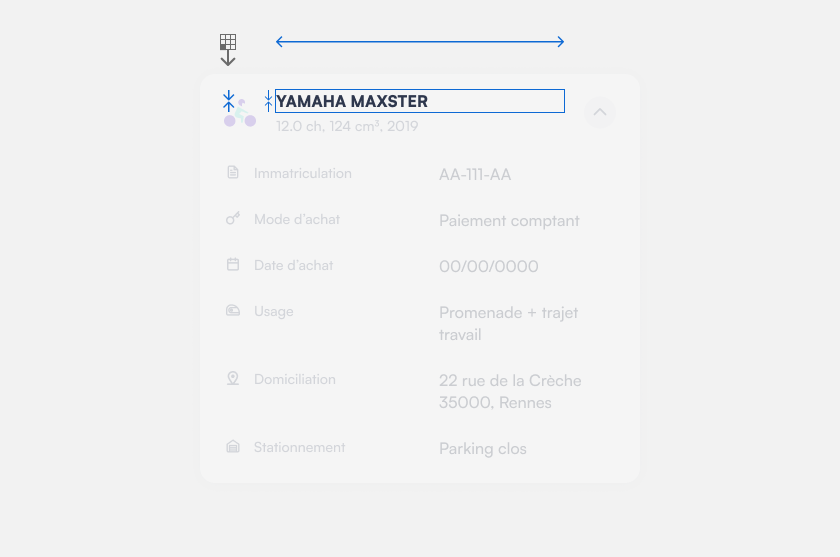 YAMAHA MAXSTER
12.0 ch, 124 cm³, 2019
Immatriculation AA-111-AA
Mode d'achat Paiement comptant
Date d'achat 00/00/0000
Usage Promenade + trajet
travail
Domiciliation 22 rue de la Crèche
35000, Rennes
Stationnement Parking clos